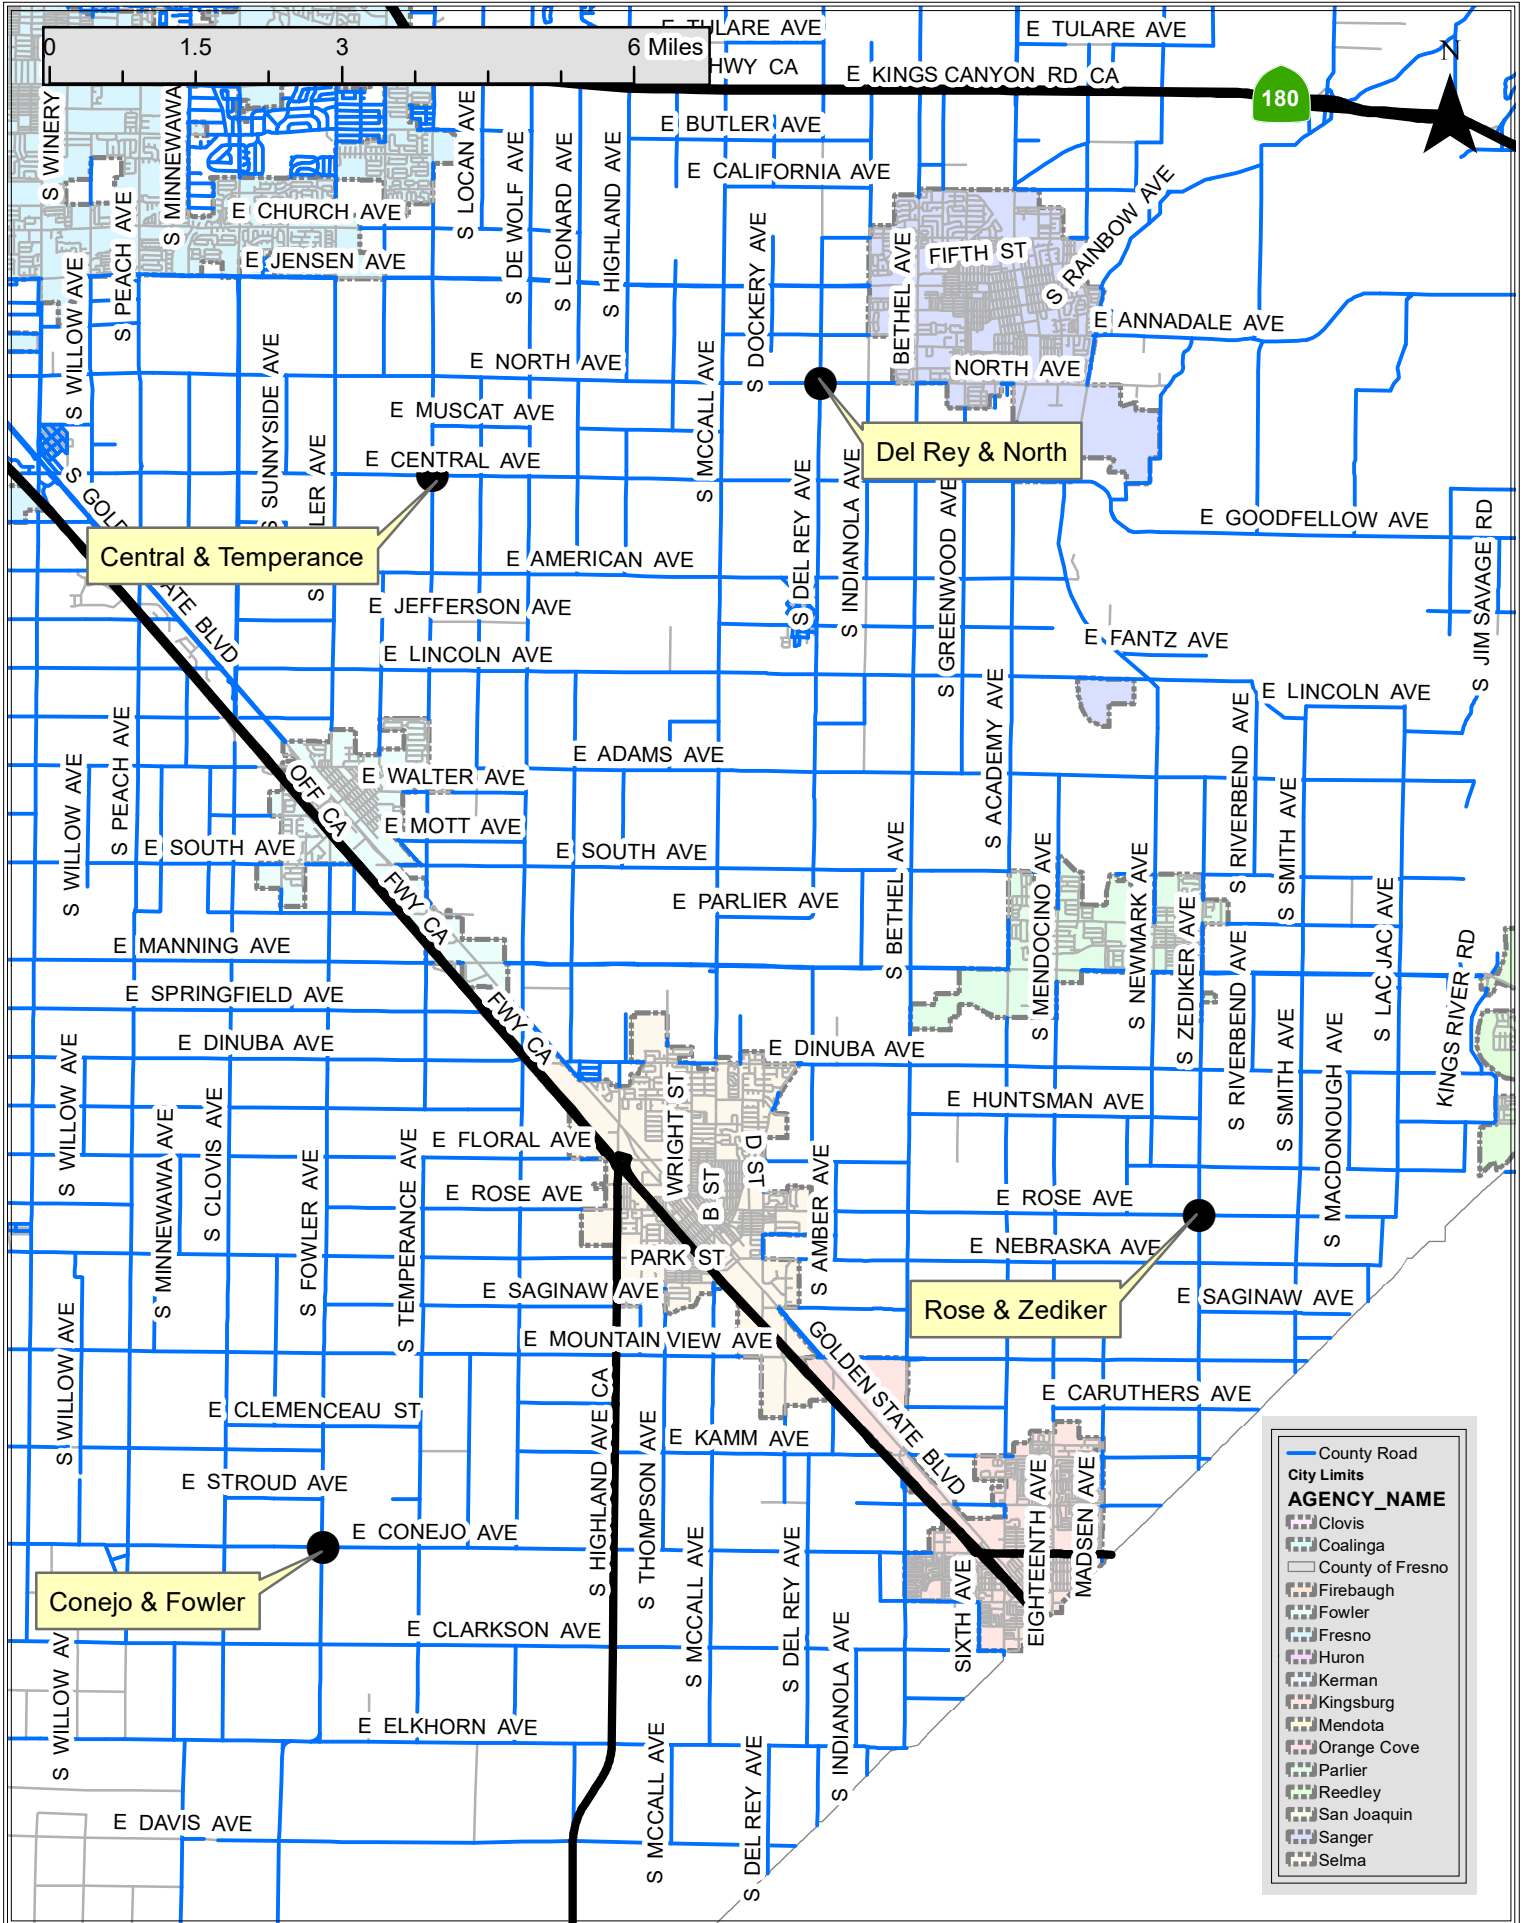 E TULARE AVE
0 1.5 3 6 Miles
TULARE AVE
HWY CA
E KINGS CANYON RD CA
N
180
S WINERY
S MINNEWAWA
S LOCAN AVE
E BUTLER AVE
E CALIFORNIA AVE
S PEACH AVE
E CHURCH AVE
S DE WOLF AVE
S LEONARD AVE
S HIGHLAND AVE
S DOCKERY AVE
BETHEL AVE
FIFTH ST
S RAINBOW AVE
S WILLOW AVE
E JENSEN AVE
S SUNNYSIDE AVE
E NORTH AVE
S MCCALL AVE
NORTH AVE
E ANNADALE AVE
E MUSCAT AVE
LER AVE
E CENTRAL AVE
Del Rey & North
S GOLD
ATE BLVD
Central & Temperance
S DEL REY AVE
S INDIANOLA AVE
S GREENWOOD AVE
E GOODFELLOW AVE
S JIM SAVAGE RD
E AMERICAN AVE
S
E JEFFERSON AVE
E FANTZ AVE
E LINCOLN AVE
S ACADEMY AVE
E LINCOLN AVE
S PEACH AVE
S WILLOW AVE
E ADAMS AVE
S RIVERBEND AVE
S SMITH AVE
OFF CA
E WALTER AVE
E MOTT AVE
E SOUTH AVE
E SOUTH AVE
S BETHEL AVE
S MENDOCINO AVE
S NEWMARK AVE
S ZEDIKER AVE
FWY CA
E PARLIER AVE
S LAC JAC AVE
E MANNING AVE
S RIVERBEND AVE
KINGS RIVER RD
E SPRINGFIELD AVE
FWY CA
E DINUBA AVE
E DINUBA AVE
S WILLOW AVE
S SMITH AVE
S MACDONOUGH AVE
S MINNEWAWA AVE
S CLOVIS AVE
WRIGHT ST
E HUNTSMAN AVE
E FLORAL AVE
S FOWLER AVE
S TEMPERANCE AVE
D ST
B ST
S AMBER AVE
E ROSE AVE
E ROSE AVE
PARK ST
E NEBRASKA AVE
E SAGINAW AVE
Rose & Zediker
E SAGINAW AVE
S WILLOW AVE
E MOUNTAIN VIEW AVE
GOLDEN STATE BLVD
E CARUTHERS AVE
E CLEMENCEAU ST
S HIGHLAND AVE CA
S THOMPSON AVE
E KAMM AVE
E STROUD AVE
EIGHTEENTH AVE
MADSEN AVE
E CONEJO AVE
S MCCALL AVE
S DEL REY AVE
SIXTH AVE
Conejo & Fowler
E CLARKSON AVE
S INDIANOLA AVE
S WILLOW AV
E ELKHORN AVE
S MCCALL AVE
S DEL REY AVE
E DAVIS AVE
County Road
City Limits
AGENCY_NAME
Clovis
Coalinga
County of Fresno
Firebaugh
Fowler
Fresno
Huron
Kerman
Kingsburg
Mendota
Orange Cove
Parlier
Reedley
San Joaquin
Sanger
Selma